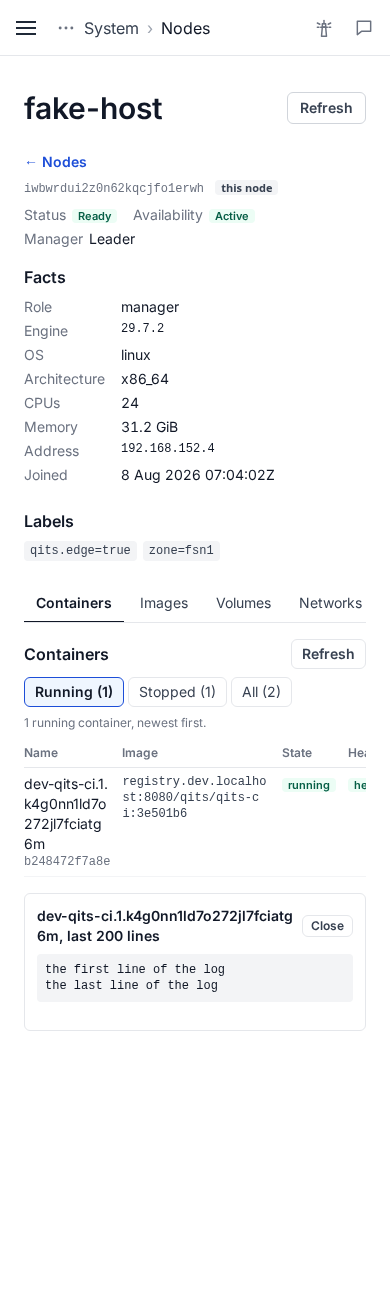 ··· System › Nodes
fake-host
Refresh
← Nodes
iwbwrdui2z0n62kqcjfo1erwh this node
Status Ready Availability Active
Manager Leader
Facts
Role manager
Engine 29.7.2
OS linux
Architecture x86_64
CPUs 24
Memory 31.2 GiB
Address 192.168.152.4
Joined 8 Aug 2026 07:04:02Z
Labels
qits.edge=true zone=fsn1
Containers Images Volumes Networks
Containers
Refresh
Running (1) Stopped (1) All (2)
1 running container, newest first.
Name Image State Hea
dev-qits-ci.1.
k4g0nn1ld7o
272jl7fciatg
6m
b248472f7a8e
registry.dev.localho
st:8080/qits/qits-c
i:3e501b6
running he
dev-qits-ci.1.k4g0nn1ld7o272jl7fciatg
6m, last 200 lines
Close
the first line of the log
the last line of the log